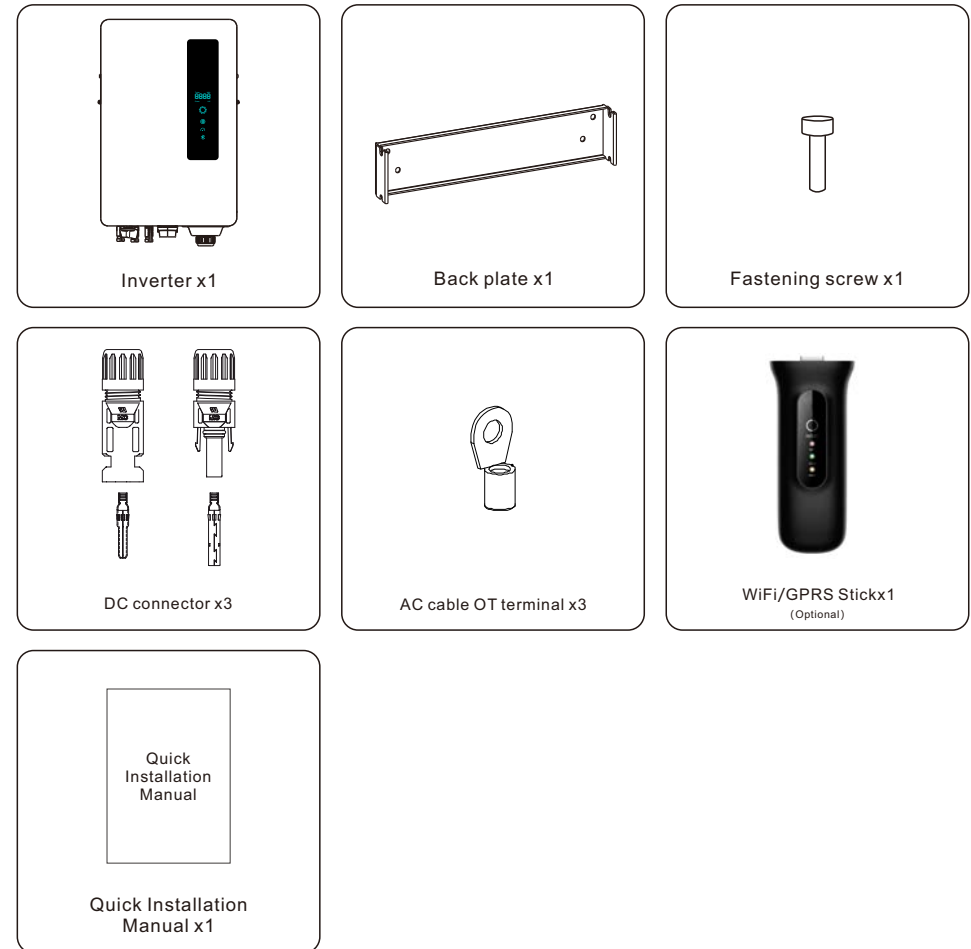 Inverter x1
Back plate x1
Fastening screw x1
DC connector x3
AC cable OT terminal x3
WiFi/GPRS Stickx1
(Optional)
Quick
Installation
Manual
Quick Installation
Manual x1